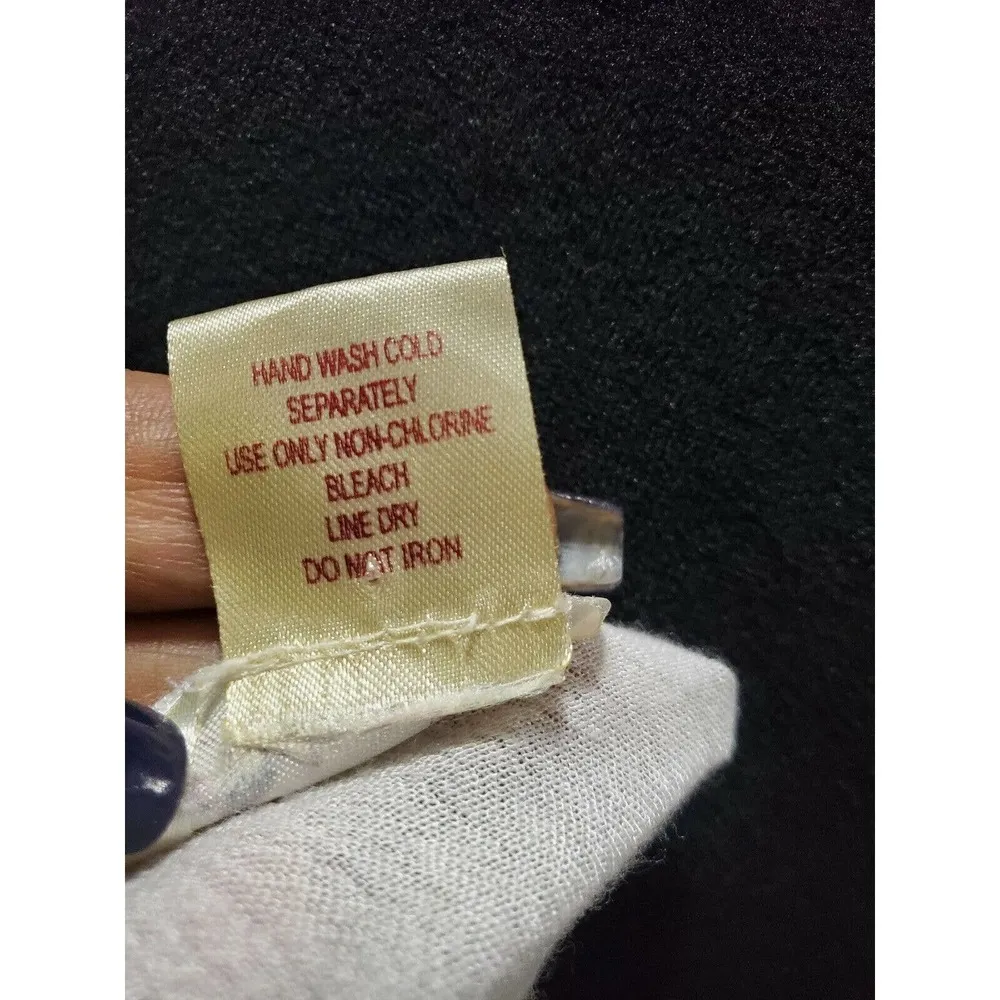 HAND WASH COLD
SEPARATELY
USE ONLY NON-CHLORINE
BLEACH
LINE DRY
DO NOT IRON